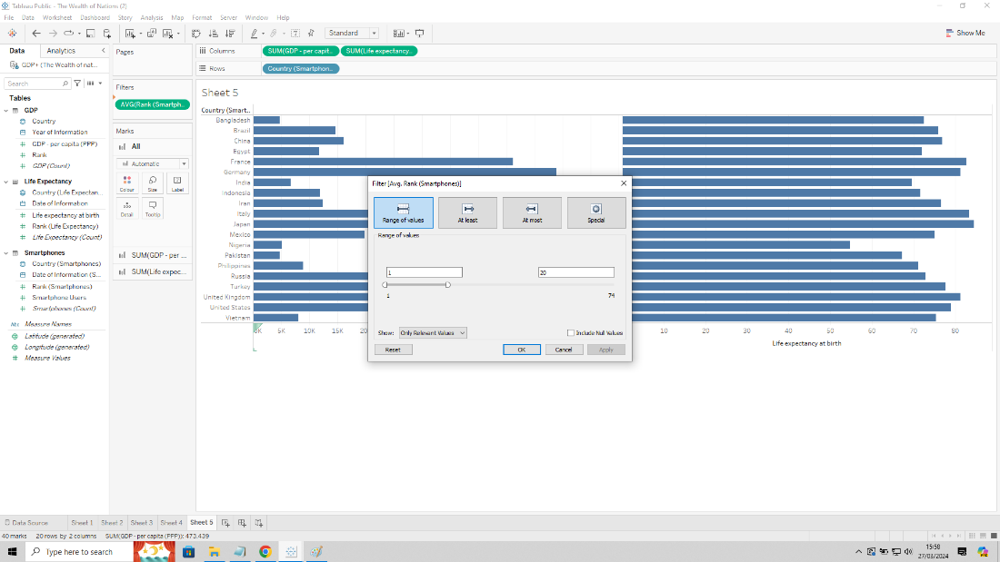 Tableau Public - The Wealth of Nations (2)
File Data Worksheet Dashboard Story Analysis Map Format Server Window Help
Standard
Show Me
Data Analytics
GDP+ (The Wealth of nat...
Search
Tables
GDP
Country
Year of Information
GDP - per capita (PPP)
Rank
GDP (Count)
Life Expectancy
Country (Life Expectan...
Date of Information
Life expectancy at birth
Rank (Life Expectancy)
Life Expectancy (Count)
Smartphones
Country (Smartphones)
Date of Information (S...
Rank (Smartphones)
Smartphone Users
Smartphones (Count)
Abc Measure Names
Latitude (generated)
Longitude (generated)
Measure Values
Pages
Filters
AVG(Rank (Smartph..
Marks
All
Automatic
Colour Size Label
Detail Tooltip
SUM(GDP - per ...
SUM(Life expec...
Columns SUM(GDP - per capit.. SUM(Life expectancy..
Rows Country (Smartphon..
Sheet 5
Country (Smart..
Bangladesh
Brazil
China
Egypt
France
Germany
India
Indonesia
Iran
Italy
Japan
Mexico
Nigeria
Pakistan
Philippines
Russia
Turkey
United Kingdom
United States
Vietnam
0K 5K 10K 15K 10 20 30 40 50 60 70 80
Life expectancy at birth
Filter [Avg. Rank (Smartphones)]
Range of values At least At most Special
Range of values
1 20
1 74
Show: Only Relevant Values Include Null Values
Reset OK Cancel Apply
Data Source Sheet 1 Sheet 2 Sheet 3 Sheet 4 Sheet 5
40 marks 20 rows by 2 columns SUM(GDP - per capita (PPP)): 473,439
Type here to search
15:58
27/03/2024